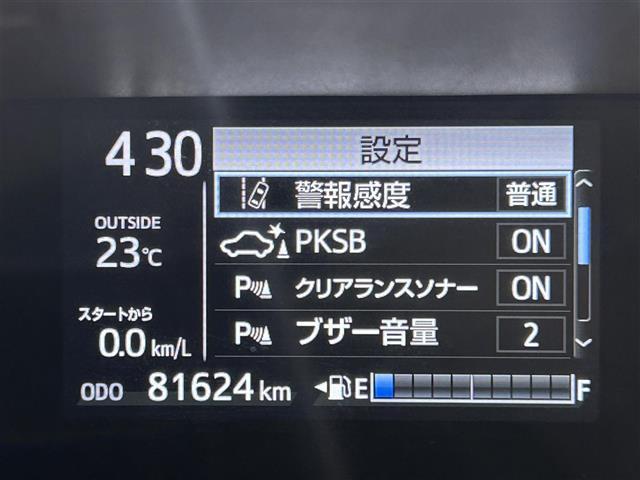 430
設定
警報感度 普通
OUTSIDE
23℃
PKSB ON
クリアランスソナー ON
スタートから
0.0 km/L
ブザー音量 2
ODO 81624 km
E F